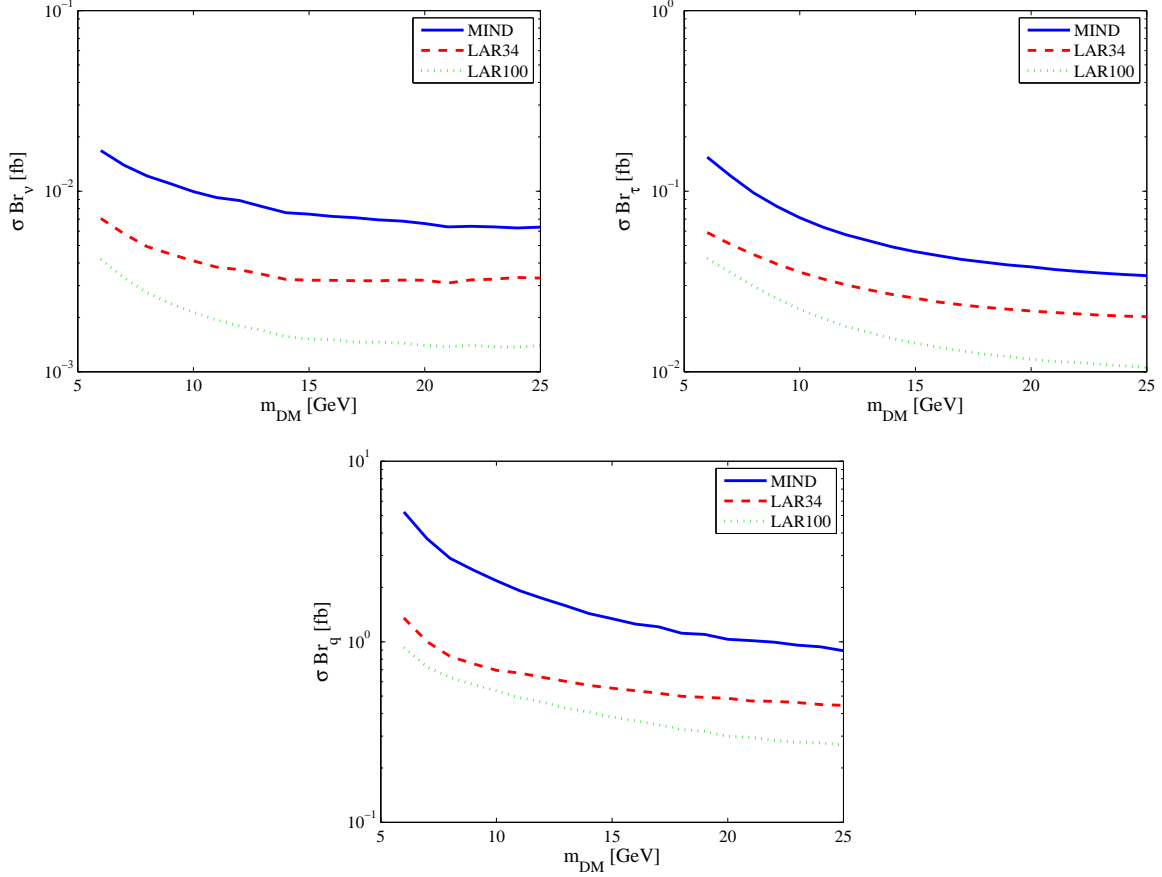 10^{-1}
10^{-2}
10^{-3}
σ Br_ν [fb]
MIND
LAR34
LAR100
5 10 15 20 25
m_DM [GeV]
10^0
10^{-1}
10^{-2}
σ Br_τ [fb]
MIND
LAR34
LAR100
5 10 15 20 25
m_DM [GeV]
10^1
10^0
10^{-1}
σ Br_q [fb]
MIND
LAR34
LAR100
5 10 15 20 25
m_DM [GeV]